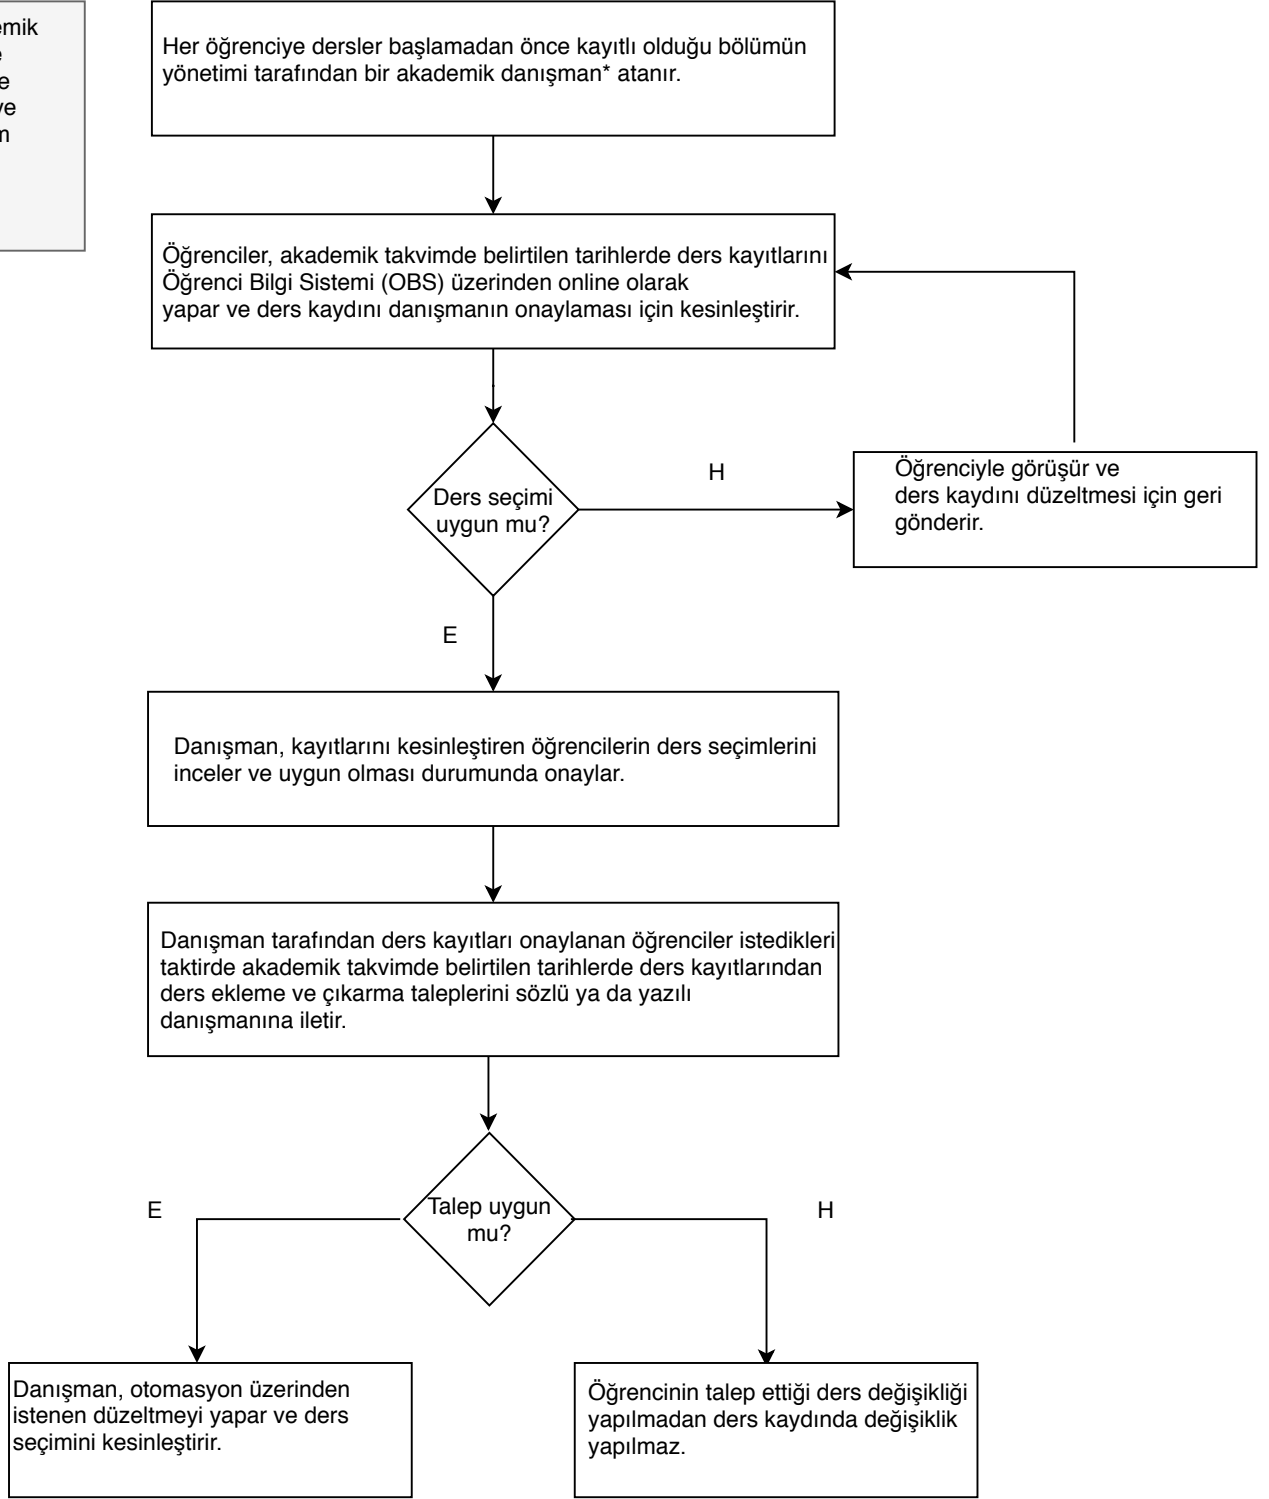 emik
e
e
ve
m
Her öğrenciye dersler başlamadan önce kayıtlı olduğu bölümün
yönetimi tarafından bir akademik danışman* atanır.
Öğrenciler, akademik takvimde belirtilen tarihlerde ders kayıtlarını
Öğrenci Bilgi Sistemi (OBS) üzerinden online olarak
yapar ve ders kaydını danışmanın onaylaması için kesinleştirir.
Ders seçimi
uygun mu?
H
Öğrenciyle görüşür ve
ders kaydını düzeltmesi için geri
gönderir.
E
Danışman, kayıtlarını kesinleştiren öğrencilerin ders seçimlerini
inceler ve uygun olması durumunda onaylar.
Danışman tarafından ders kayıtları onaylanan öğrenciler istedikleri
taktirde akademik takvimde belirtilen tarihlerde ders kayıtlarından
ders ekleme ve çıkarma taleplerini sözlü ya da yazılı
danışmanına iletir.
Talep uygun
mu?
E
H
Danışman, otomasyon üzerinden
istenen düzeltmeyi yapar ve ders
seçimini kesinleştirir.
Öğrencinin talep ettiği ders değişikliği
yapılmadan ders kaydında değişiklik
yapılmaz.